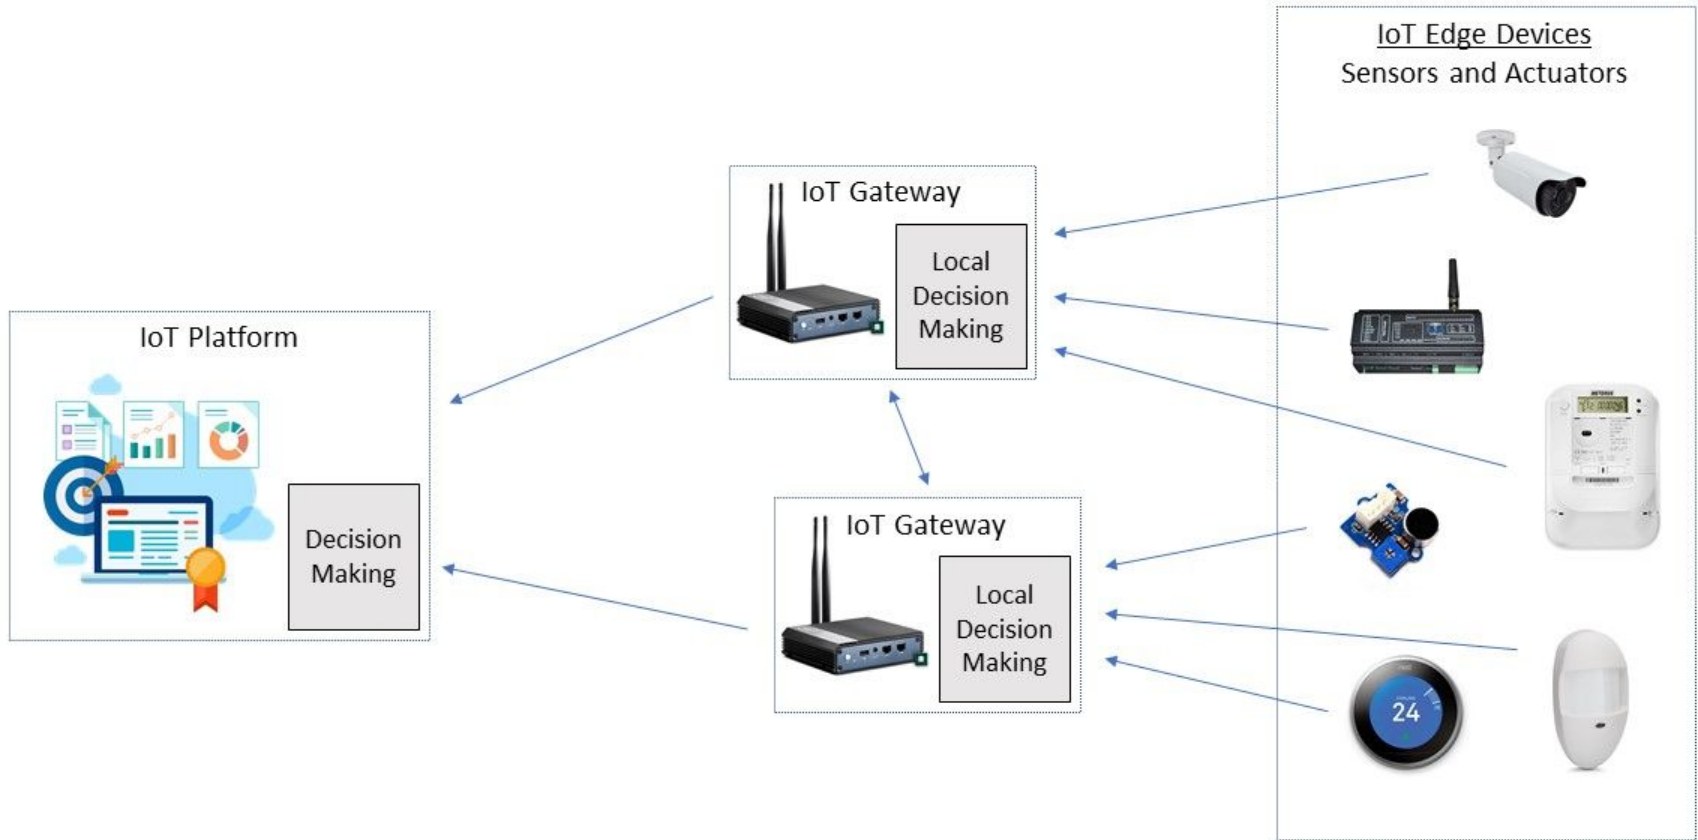 IoT Edge Devices
Sensors and Actuators
IoT Gateway
Local
Decision
Making
IoT Platform
Decision
Making
IoT Gateway
Local
Decision
Making
24